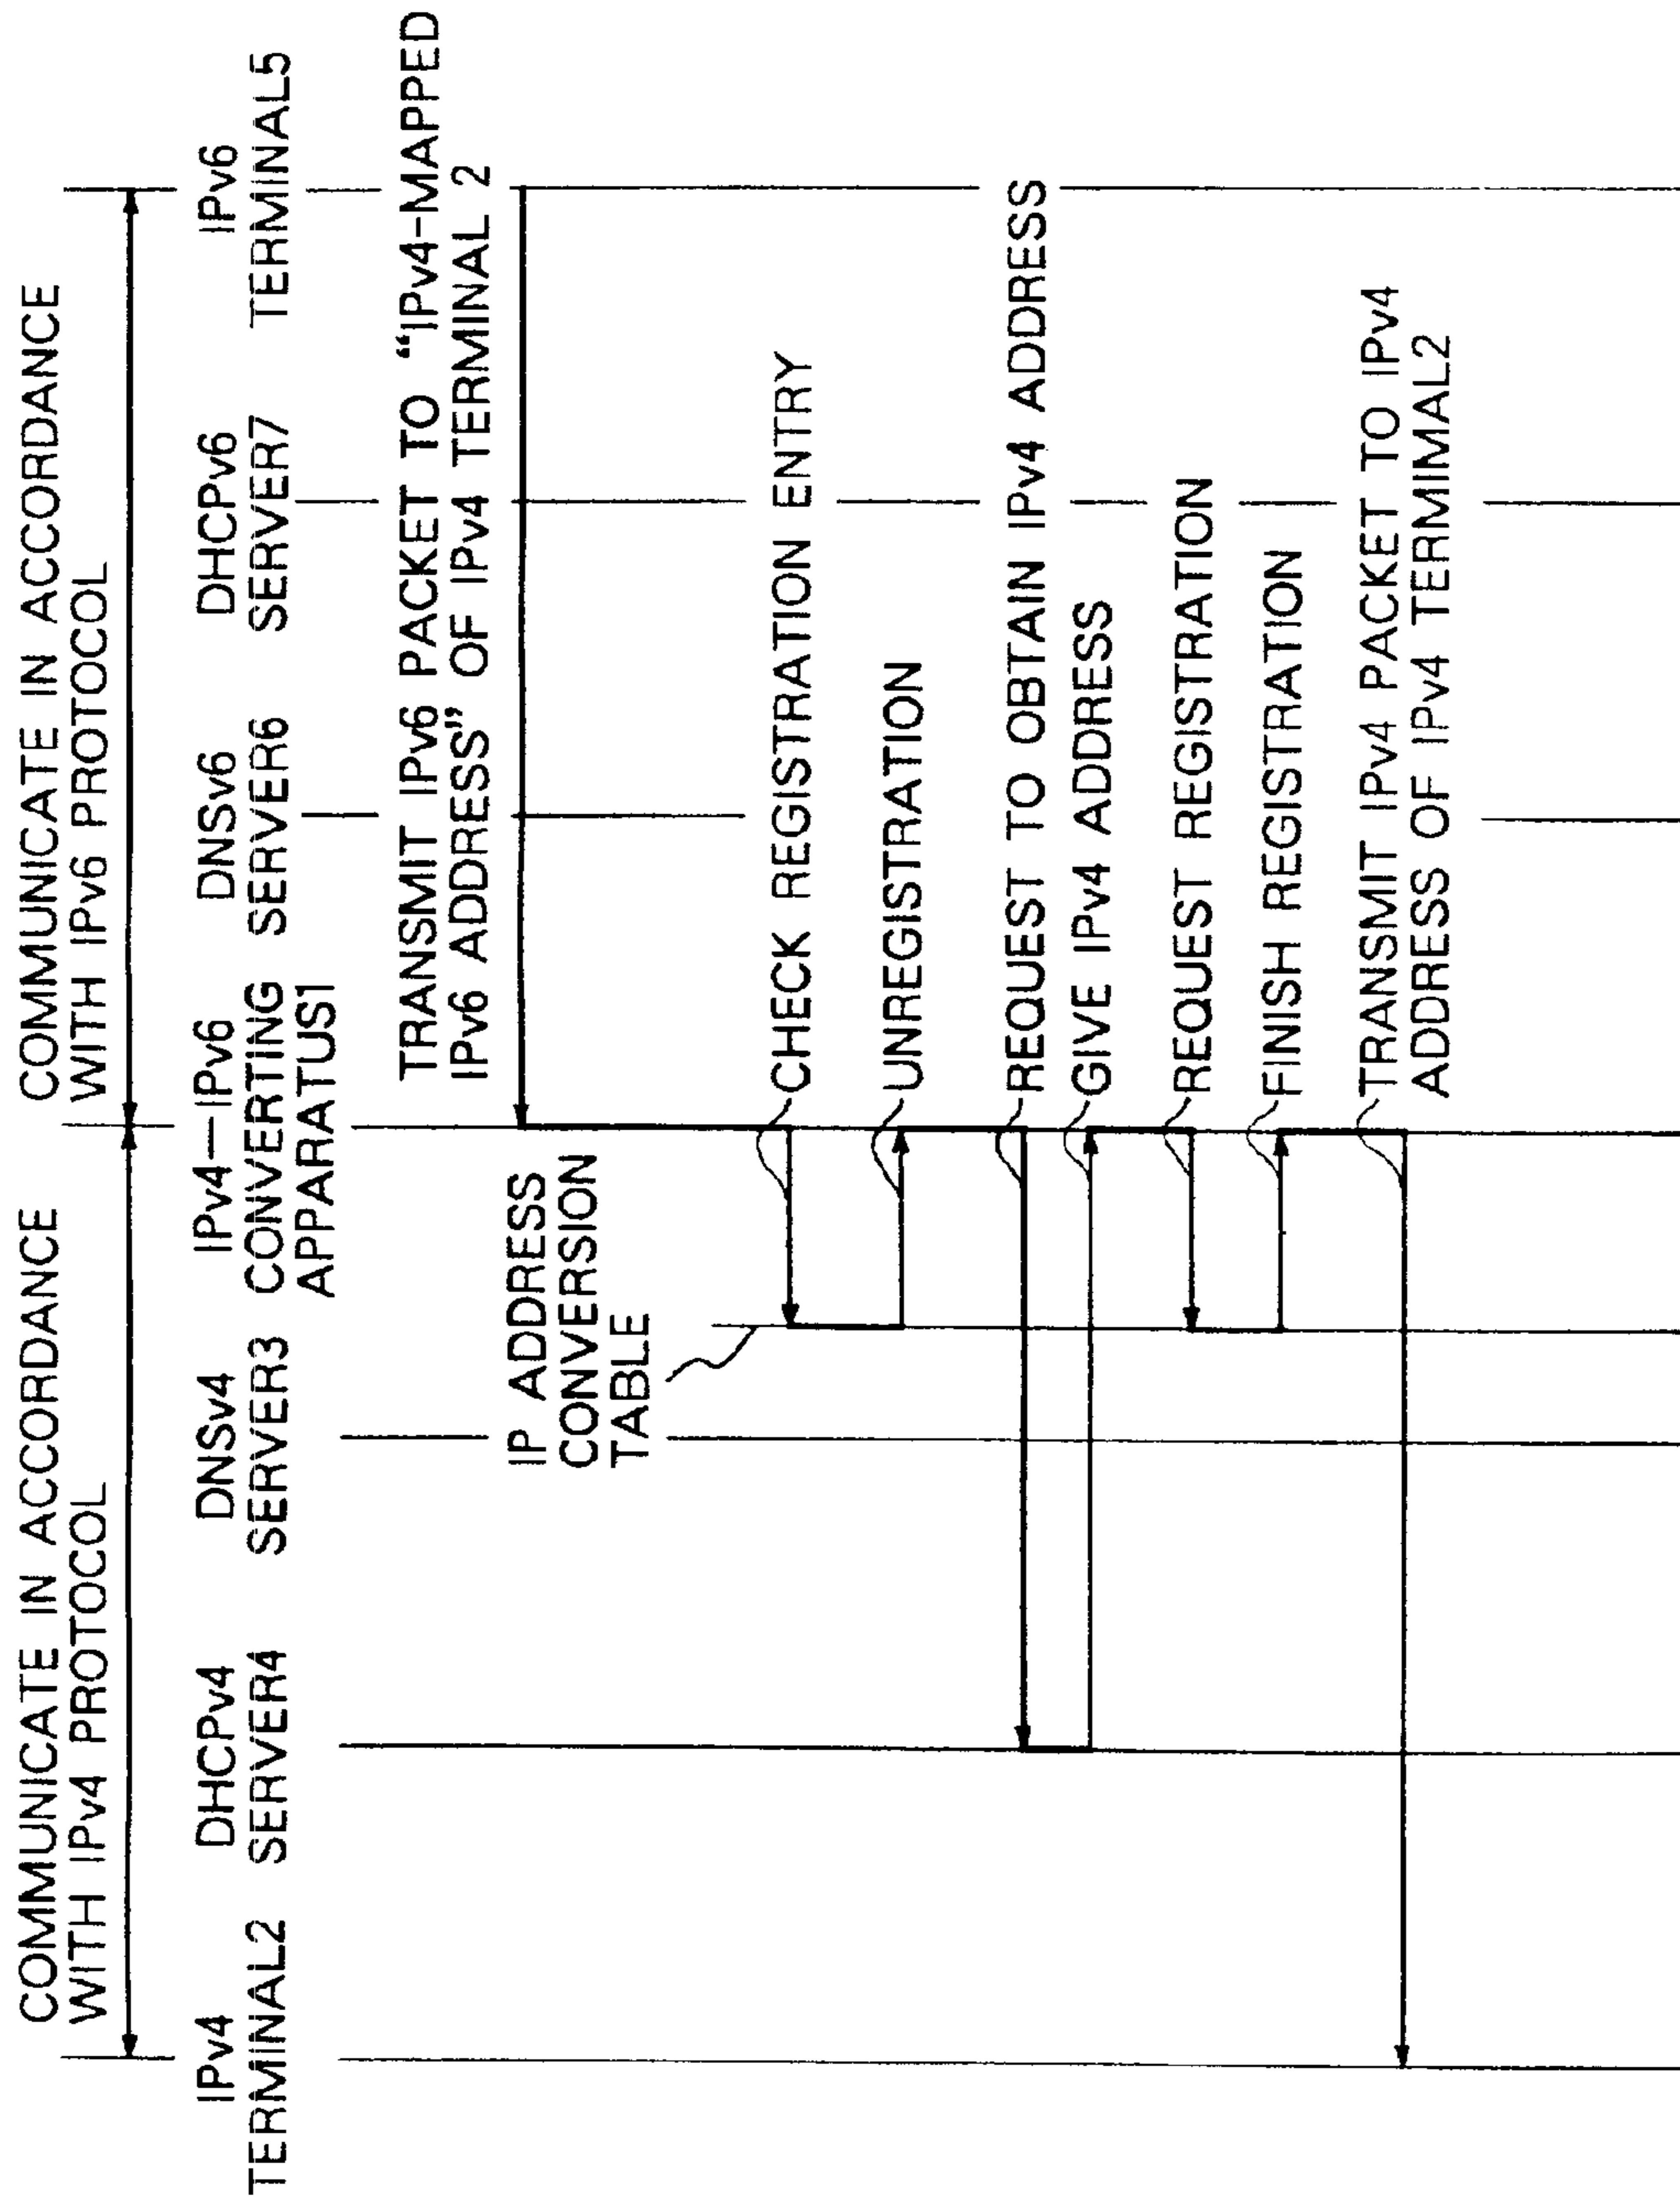 COMMUNICATE IN ACCORDANCE
WITH IPv4 PROTOCOL
COMMUNICATE IN ACCORDANCE
WITH IPv6 PROTOCOL
IPv4
TERMINAL2
DHCPv4
SERVER4
DNSv4
SERVER3
IPv4-IPv6
CONVERTING
APPARATUS1
DNSv6
SERVER6
DHCPv6
SERVER7
IPv6
TERMINAL5
TRANSMIT IPv6 PACKET TO "IPv4-MAPPED
IPv6 ADDRESS" OF IPv4 TERMINAL 2
IP ADDRESS
CONVERSION
TABLE
CHECK REGISTRATION ENTRY
UNREGISTRATION
REQUEST TO OBTAIN IPv4 ADDRESS
GIVE IPv4 ADDRESS
REQUEST REGISTRATION
FINISH REGISTRATION
TRANSMIT IPv4 PACKET TO IPv4
ADDRESS OF IPv4 TERMIMAL2